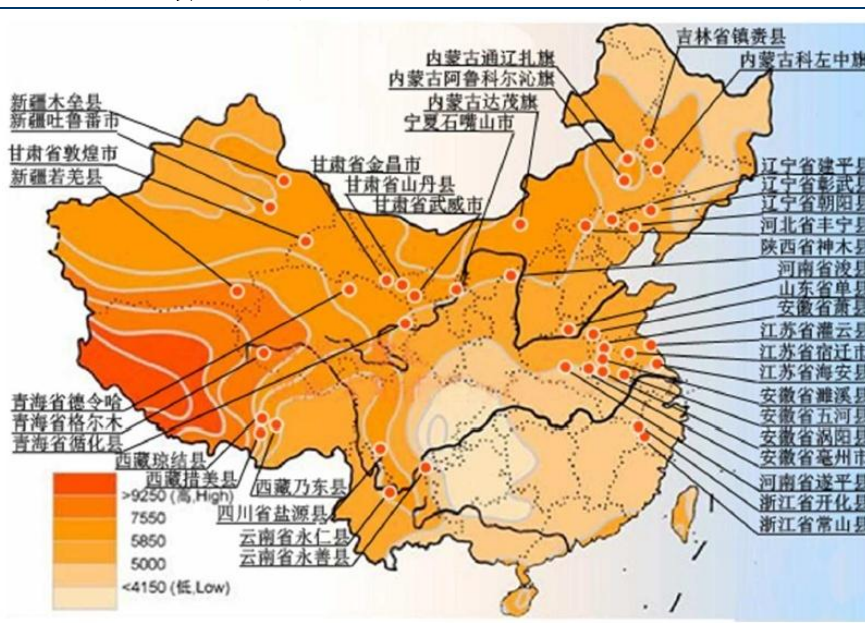 吉林省镇赉县
内蒙古通辽扎旗
内蒙古科左中旗
内蒙古阿鲁科尔沁旗
内蒙古达茂旗
宁夏石嘴山市
新疆木垒县
新疆吐鲁番市
甘肃省敦煌市
新疆若羌县
甘肃省金昌市
甘肃省山丹县
甘肃省武威市
辽宁省建平
辽宁省彰武
辽宁省朝阳
河北省丰宁
陕西省神木县
河南省浚县
山东省单县
安徽省萧县
江苏省灌云县
江苏省宿迁市
江苏省海安县
安徽省濉溪县
安徽省五河
安徽省涡阳
安徽省亳州市
河南省遂平县
浙江省开化县
浙江省常山县
青海省德令哈
青海省格尔木
青海省循化县
西藏琼结县
西藏措美县
西藏乃东县
四川省盐源县
云南省永仁县
云南省永善县
>9250 (高,High)
7550
5850
5000
<4150 (低,Low)